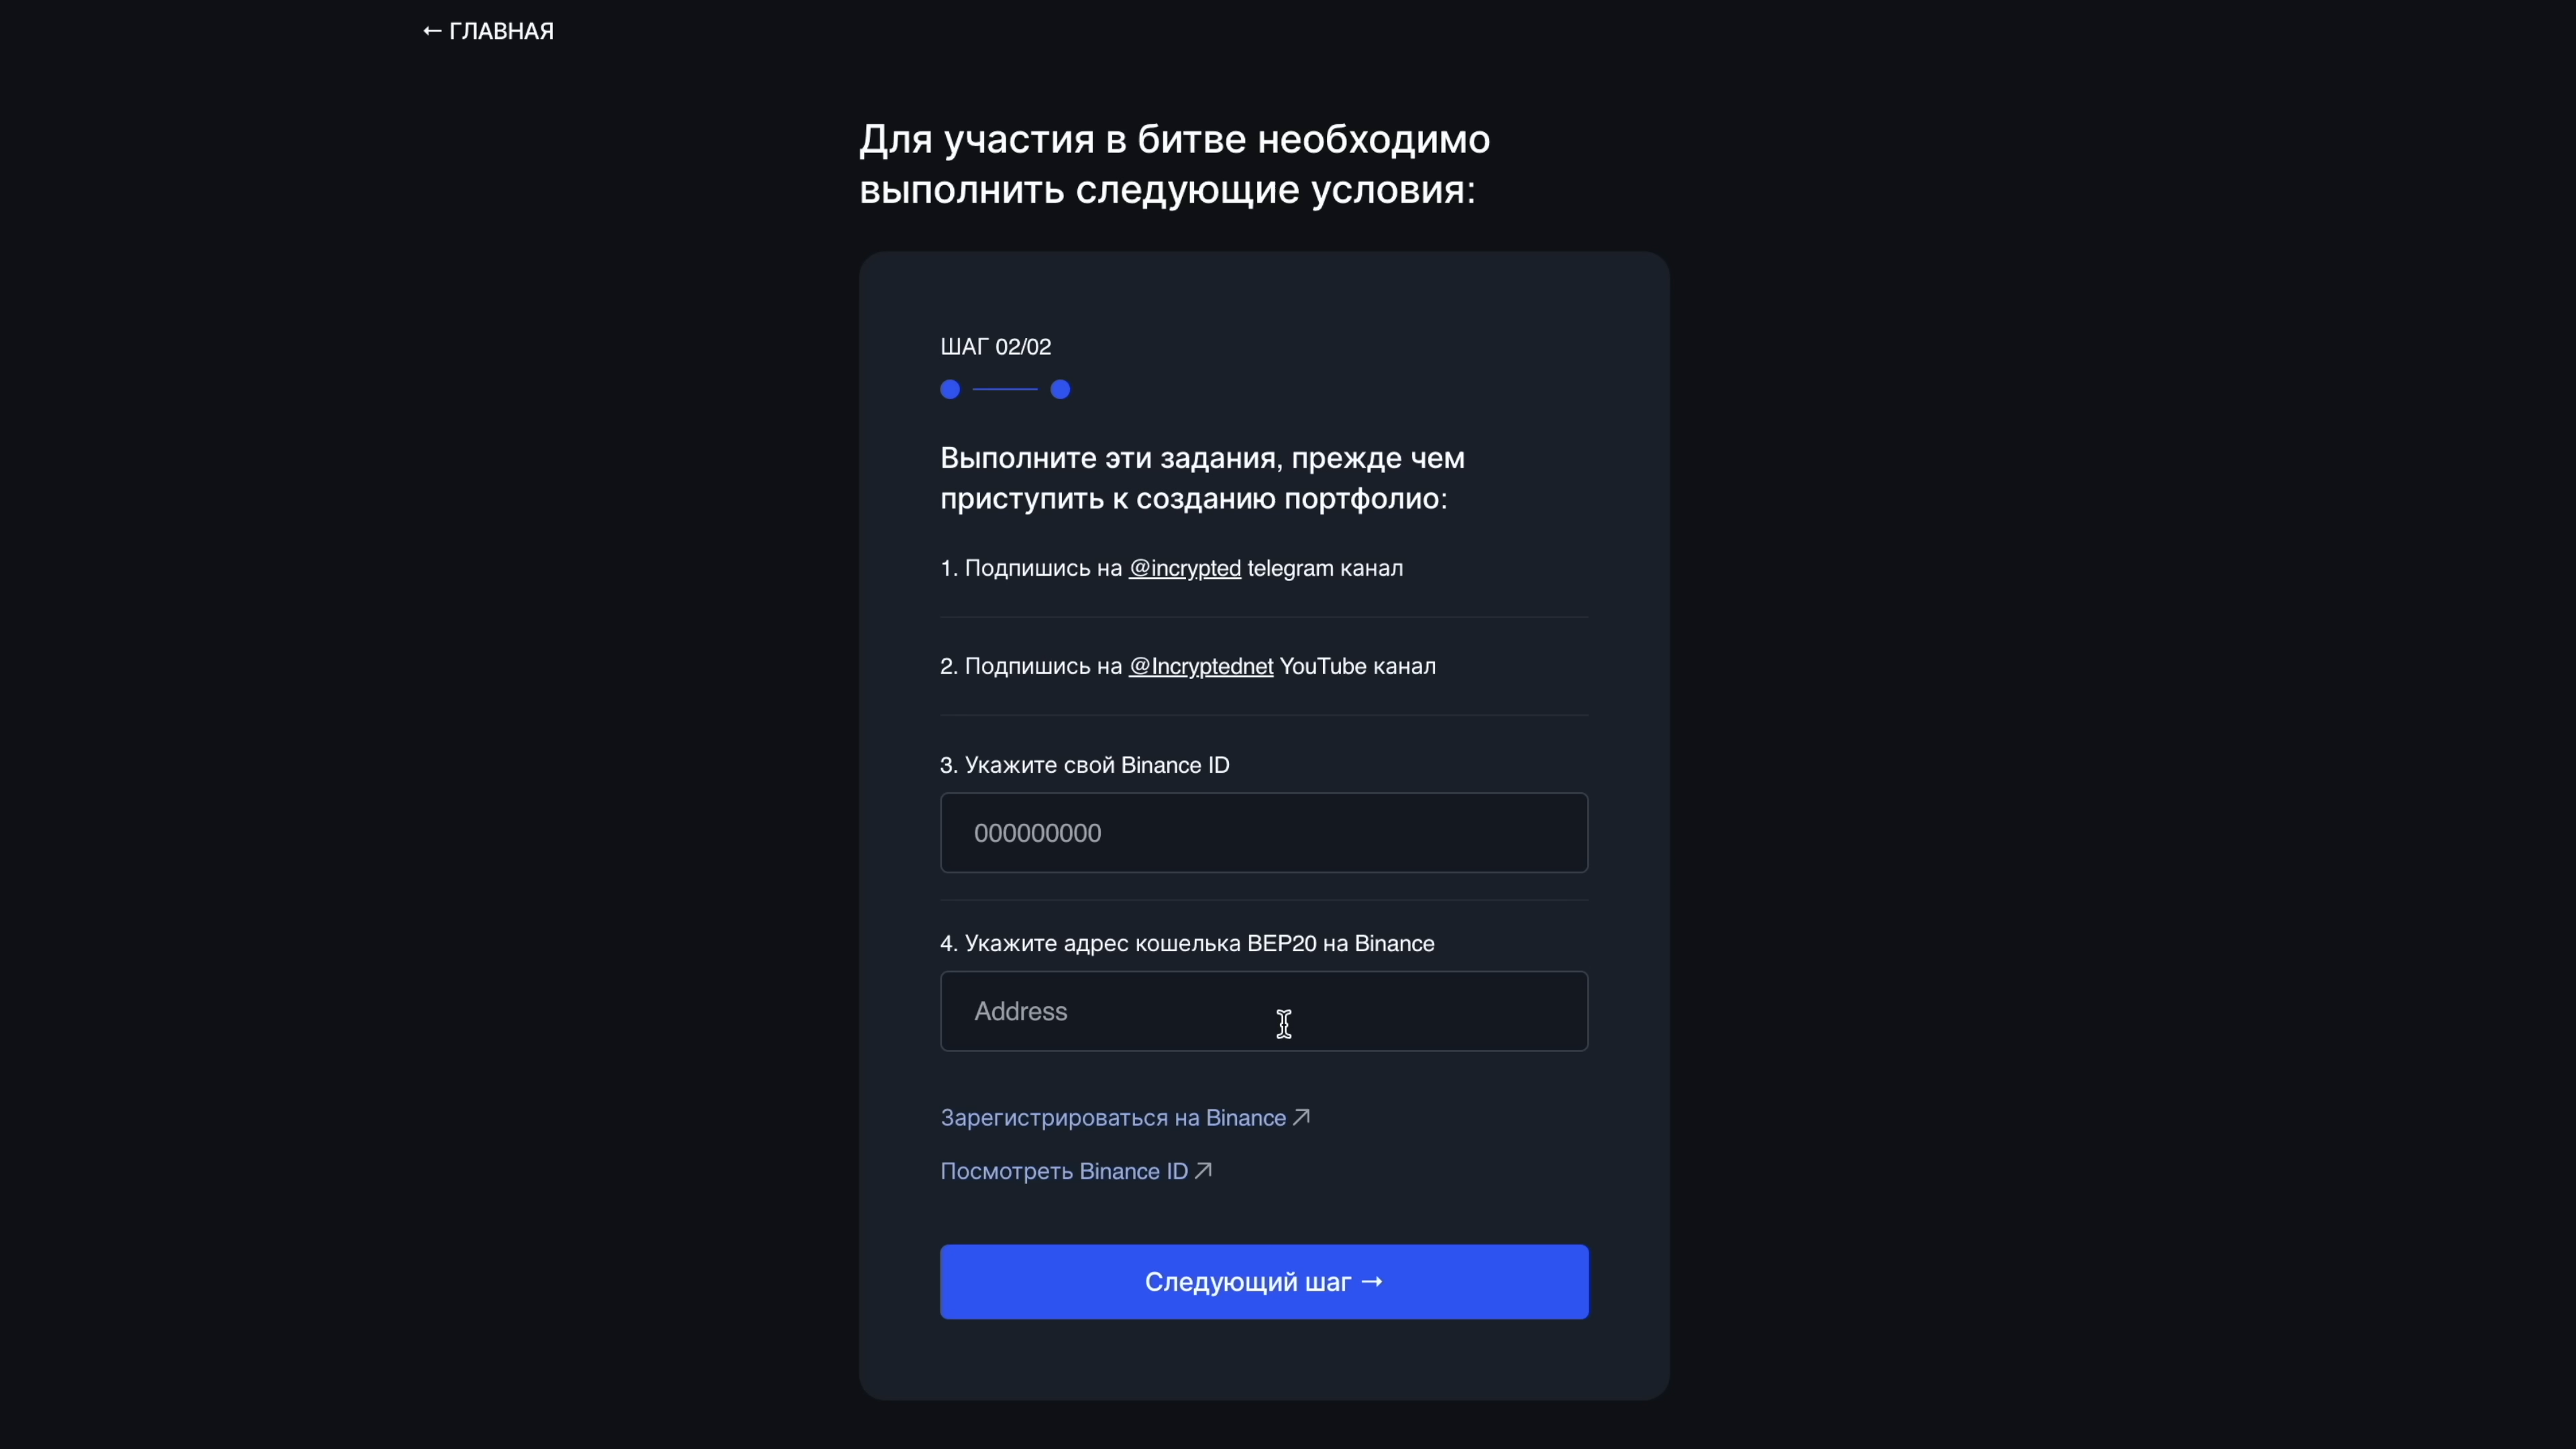 ← ГЛАВНАЯ
Для участия в битве необходимо
выполнить следующие условия:
ШАГ 02/02
Выполните эти задания, прежде чем
приступить к созданию портфолио:
1. Подпишись на @incrypted telegram канал
2. Подпишись на @Incryptednet YouTube канал
3. Укажите свой Binance ID
000000000
4. Укажите адрес кошелька BEP20 на Binance
Address
Зарегистрироваться на Binance ↗
Посмотреть Binance ID ↗
Следующий шаг →